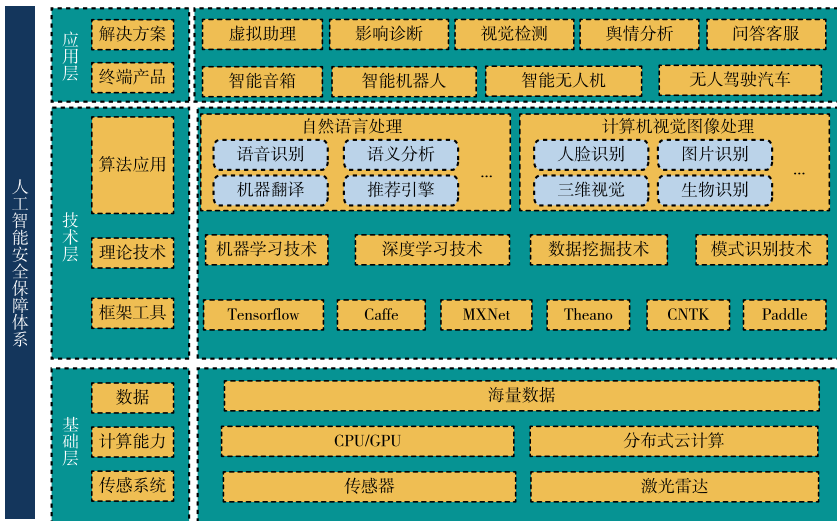 人工智能安全保障体系
应用层
解决方案
虚拟助理
影响诊断
视觉检测
舆情分析
问答客服
终端产品
智能音箱
智能机器人
智能无人机
无人驾驶汽车
技术层
算法应用
自然语言处理
语音识别
语义分析
机器翻译
推荐引擎
...
计算机视觉图像处理
人脸识别
图片识别
三维视觉
生物识别
...
理论技术
机器学习技术
深度学习技术
数据挖掘技术
模式识别技术
框架工具
Tensorflow
Caffe
MXNet
Theano
CNTK
Paddle
基础层
数据
海量数据
计算能力
CPU/GPU
分布式云计算
传感系统
传感器
激光雷达